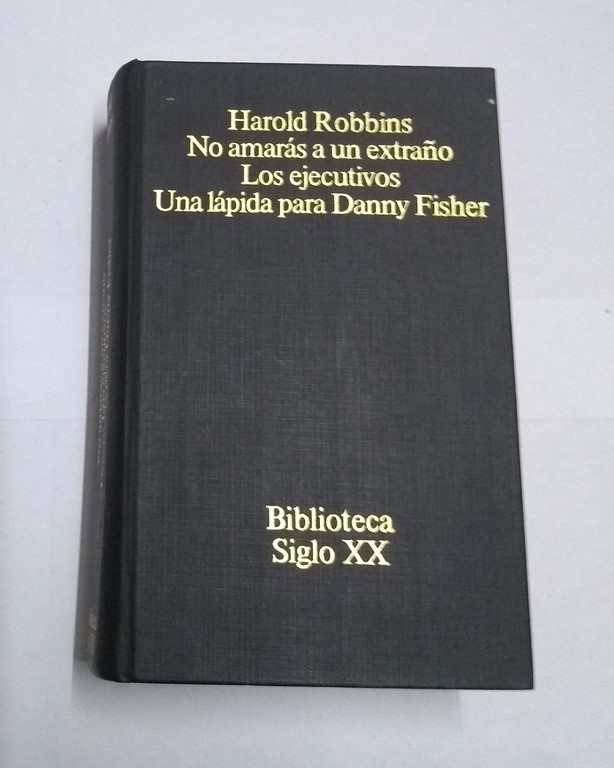 Harold Robbins
No amarás a un extraño
Los ejecutivos
Una lápida para Danny Fisher
Biblioteca
Siglo XX